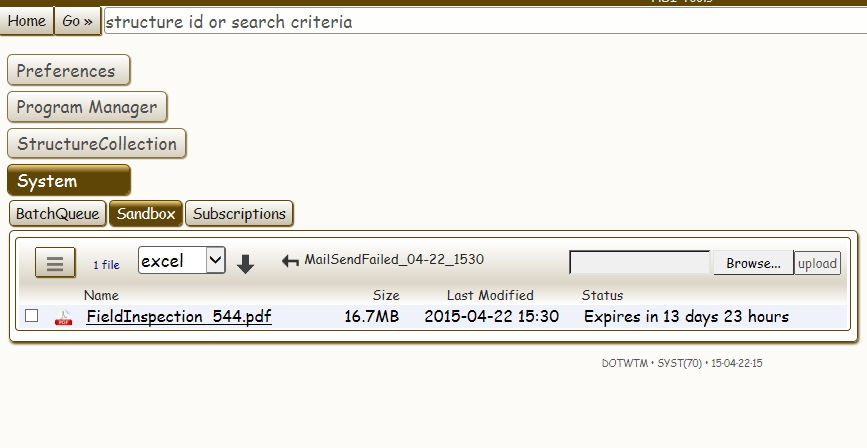 Home Go » structure id or search criteria
Preferences
Program Manager
StructureCollection
System
BatchQueue Sandbox Subscriptions
1 file excel MailSendFailed_04-22_1530 Browse... upload
Name Size Last Modified Status
PDF FieldInspection_544.pdf 16.7MB 2015-04-22 15:30 Expires in 13 days 23 hours
DOTWTM • SYST(70) • 15-04-22-15